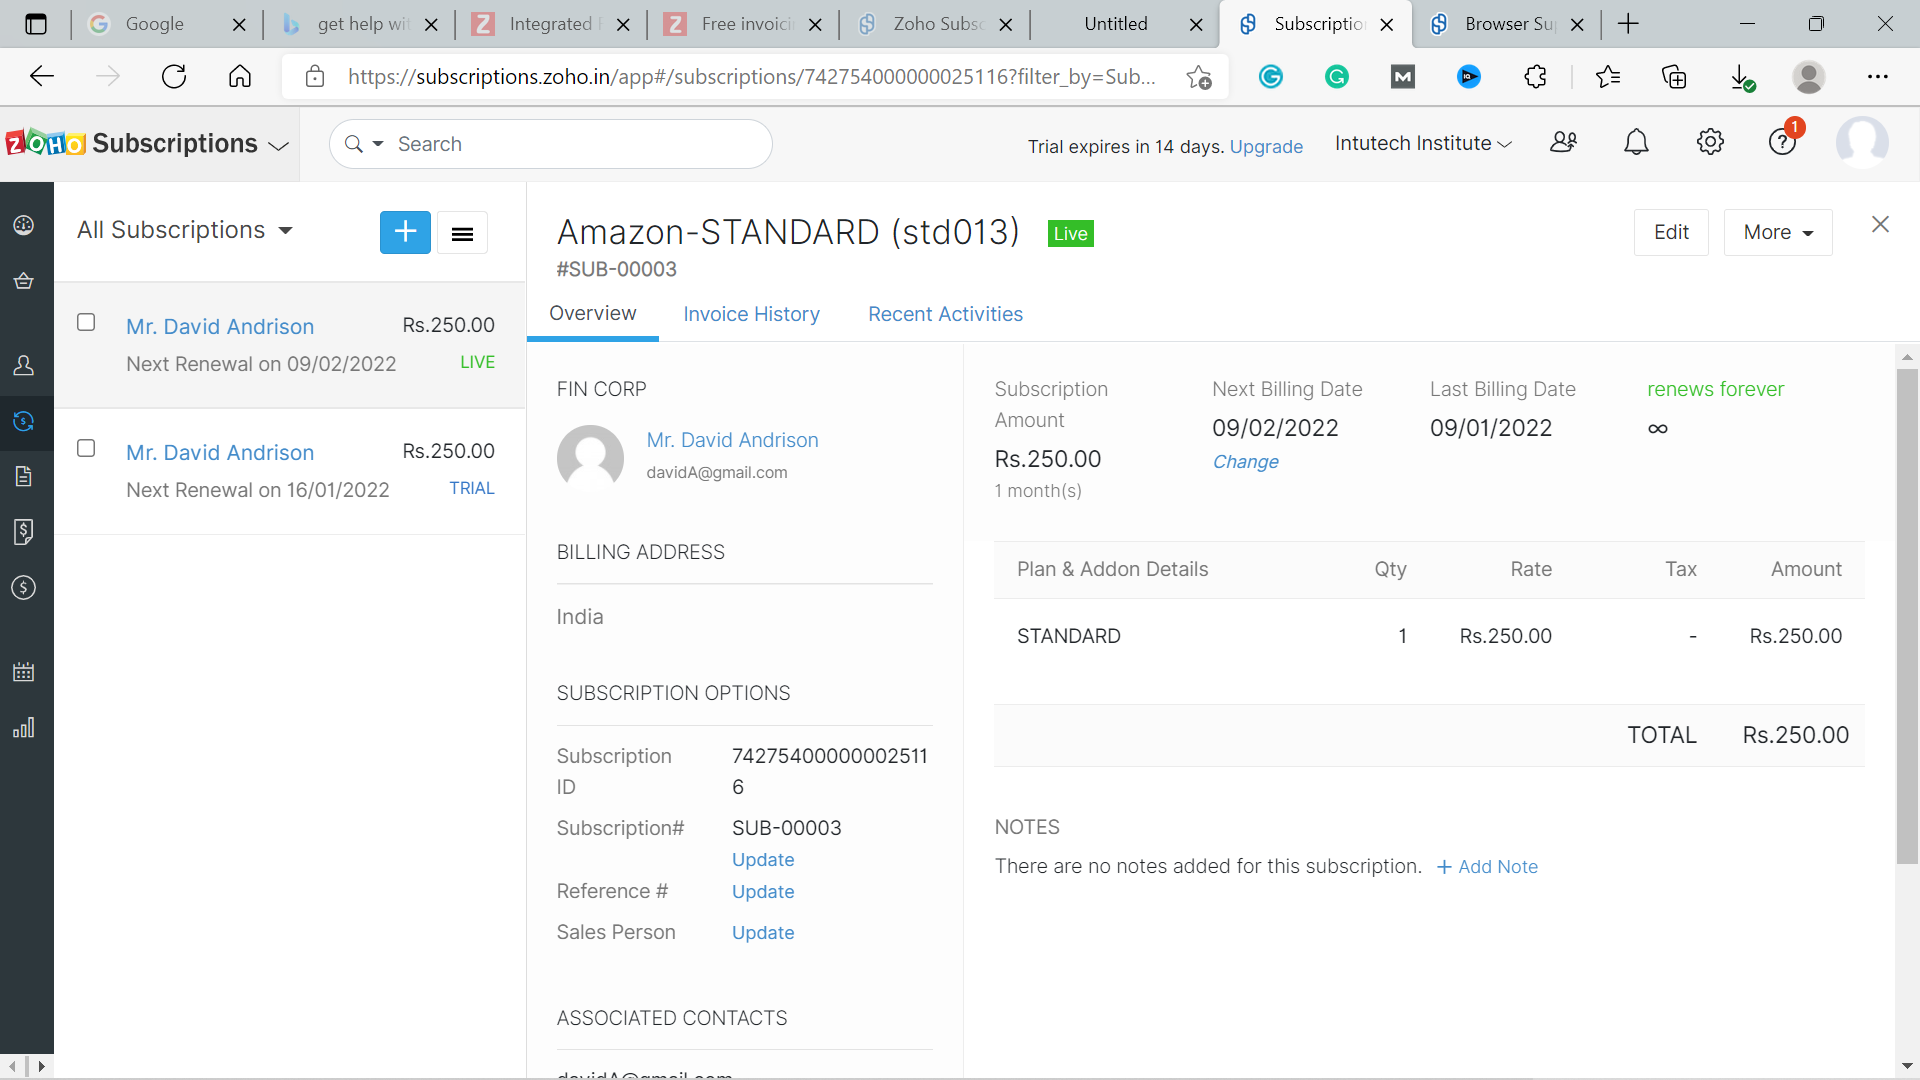 Google
get help wi
Integrated
Free invoici
Zoho Subsc
Untitled
Subscriptio
Browser Su
https://subscriptions.zoho.in/app#/subscriptions/742754000000025116?filter_by=Sub...
ZOHO Subscriptions
Search
Trial expires in 14 days. Upgrade
Intutech Institute
1
All Subscriptions
Mr. David Andrison Rs.250.00
Next Renewal on 09/02/2022 LIVE
Mr. David Andrison Rs.250.00
Next Renewal on 16/01/2022 TRIAL
Amazon-STANDARD (std013) Live
#SUB-00003
Edit
More
Overview
Invoice History
Recent Activities
FIN CORP
Mr. David Andrison
davidA@gmail.com
BILLING ADDRESS
India
SUBSCRIPTION OPTIONS
Subscription ID
742754000000025116
Subscription# SUB-00003
Update
Reference # Update
Sales Person Update
ASSOCIATED CONTACTS
davidA@gmail.com
Subscription
Amount
Rs.250.00
1 month(s)
Next Billing Date
09/02/2022
Change
Last Billing Date
09/01/2022
renews forever
∞
Plan & Addon Details Qty Rate Tax Amount
STANDARD 1 Rs.250.00 - Rs.250.00
TOTAL Rs.250.00
NOTES
There are no notes added for this subscription. + Add Note